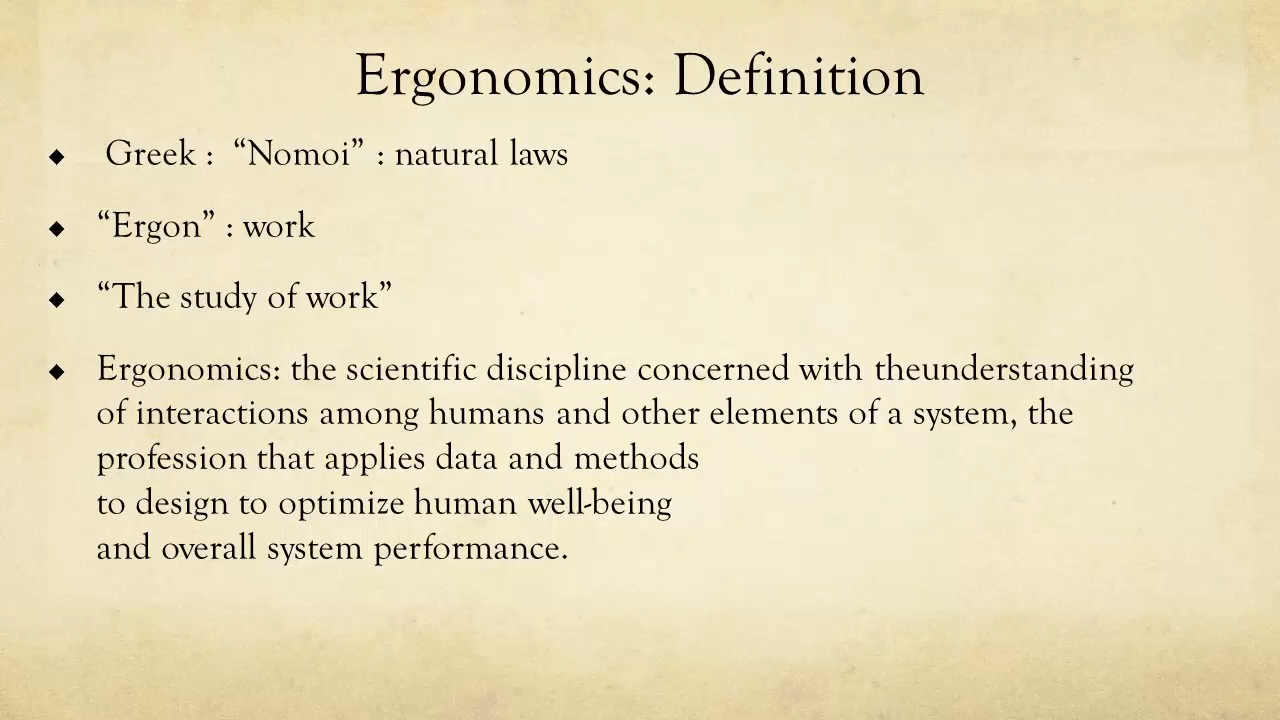 Ergonomics: Definition
Greek : “Nomoi” : natural laws
“Ergon” : work
“The study of work”
Ergonomics: the scientific discipline concerned with theunderstanding
of interactions among humans and other elements of a system, the
profession that applies data and methods
to design to optimize human well-being
and overall system performance.